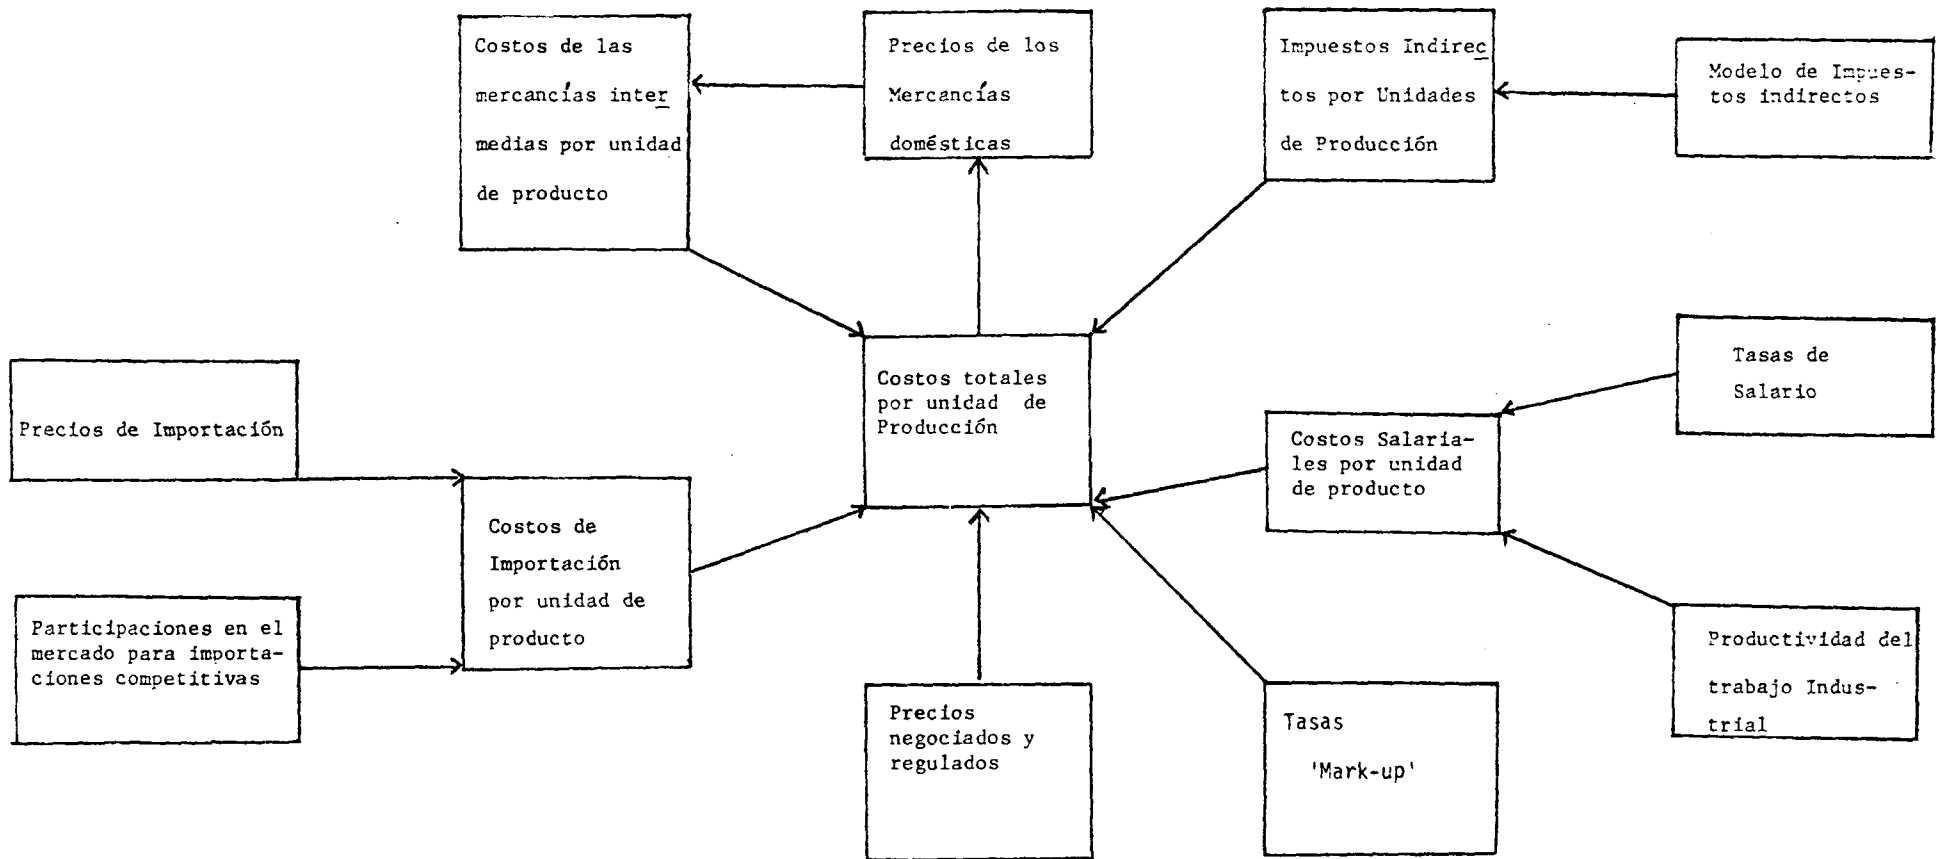 Costos de las
mercancías inter
medias por unidad
de producto
Precios de los
Mercancías
domésticas
Impuestos Indirec
tos por Unidades
de Producción
Modelo de Impues-
tos indirectos
Precios de Importación
Costos totales
por unidad de
Producción
Tasas de
Salario
Costos Salaria-
les por unidad
de producto
Costos de
Importación
por unidad de
producto
Participaciones en el
mercado para importa-
ciones competitivas
Precios
negociados y
regulados
Tasas
'Mark-up'
Productividad del
trabajo Indus-
trial